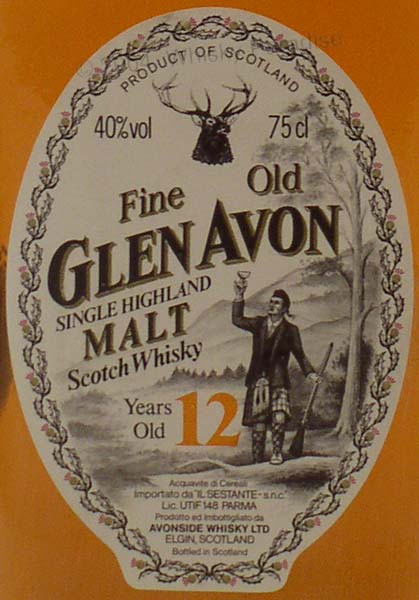 PRODUCT OF SCOTLAND
40%vol 75 cl
Fine Old
GLEN AVON
SINGLE HIGHLAND
MALT
Scotch Whisky
Years
Old 12
Acquavite di Cereali
Importato da "IL SESTANTE-s.n.c"
Lic. UTIF 148 PARMA
Prodotto ed imbottigliato da
AVONSIDE WHISKY LTD
ELGIN, SCOTLAND
Bottled in Scotland